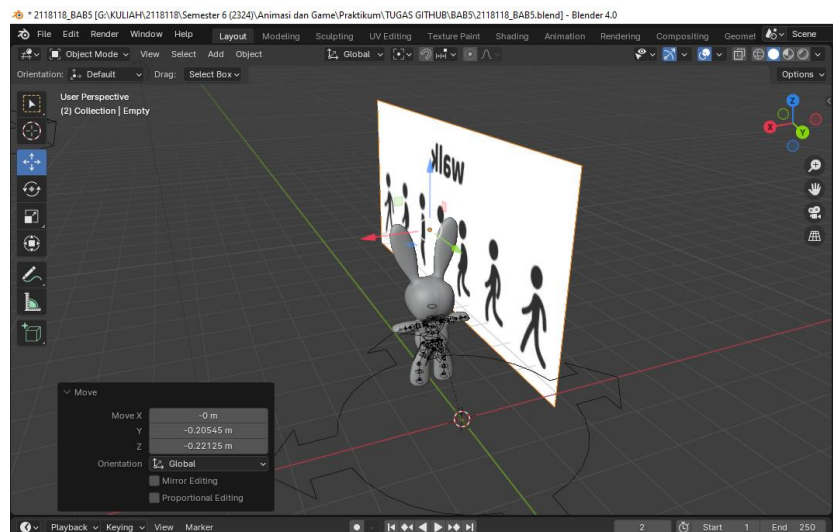 * 2118118_BAB5 [G:\KULIAH\2118118\Semester 6 (2324)\Animasi dan Game\Praktikum\TUGAS GITHUB\BAB5\2118118_BAB5.blend] - Blender 4.0
File Edit Render Window Help Layout Modeling Sculpting UV Editing Texture Paint Shading Animation Rendering Compositing Geomet Scene
Object Mode View Select Add Object Global
Orientation: Default Drag: Select Box Options
User Perspective
(2) Collection | Empty
Z
X
Y
walk
Move
Move X -0 m
Y -0.20545 m
Z -0.22125 m
Orientation Global
Mirror Editing
Proportional Editing
Playback Keying View Marker 2 Start 1 End 250